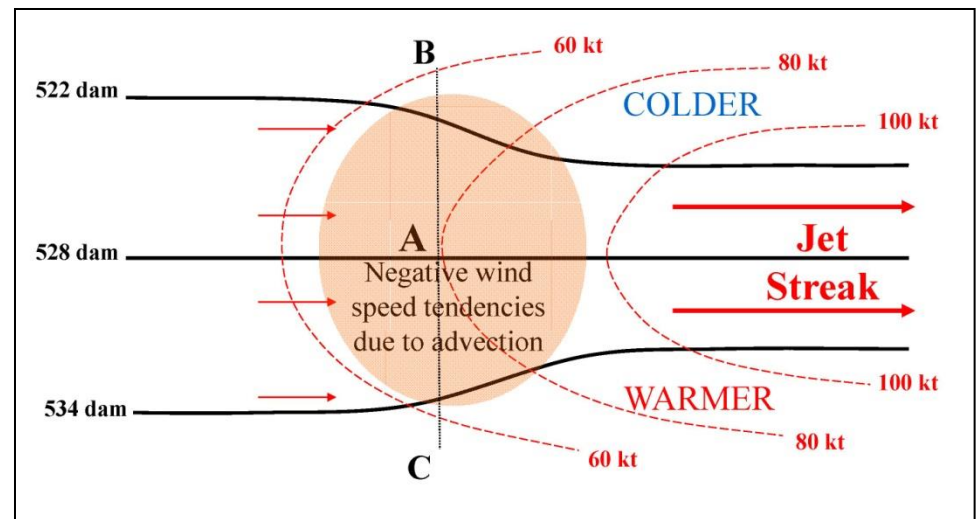 60 kt
B
80 kt
522 dam
COLDER
100 kt
A
Jet
528 dam
Negative wind
Streak
speed tendencies
due to advection
100 kt
WARMER
534 dam
80 kt
60 kt
C